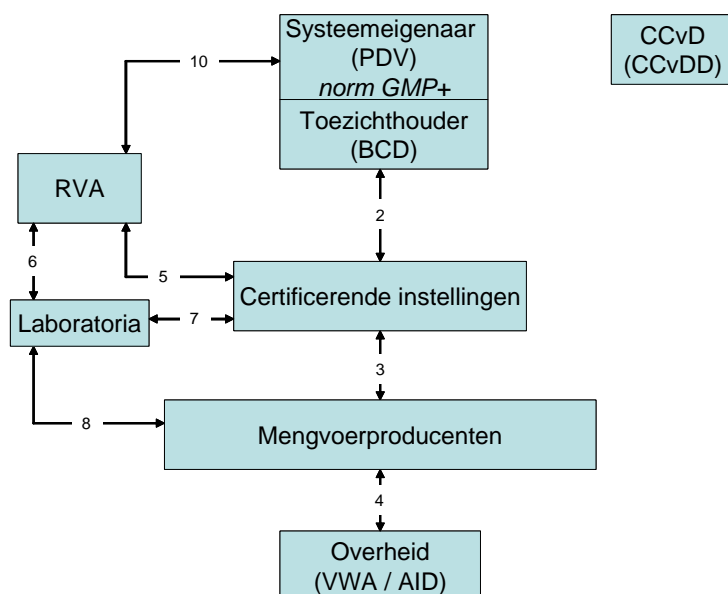 Systeemeigenaar
(PDV)
norm GMP+
CCvD
(CCvDD)
10
Toezichthouder
(BCD)
RVA
2
6
5
Certificerende instellingen
Laboratoria
7
3
8
Mengvoerproducenten
4
Overheid
(VWA / AID)